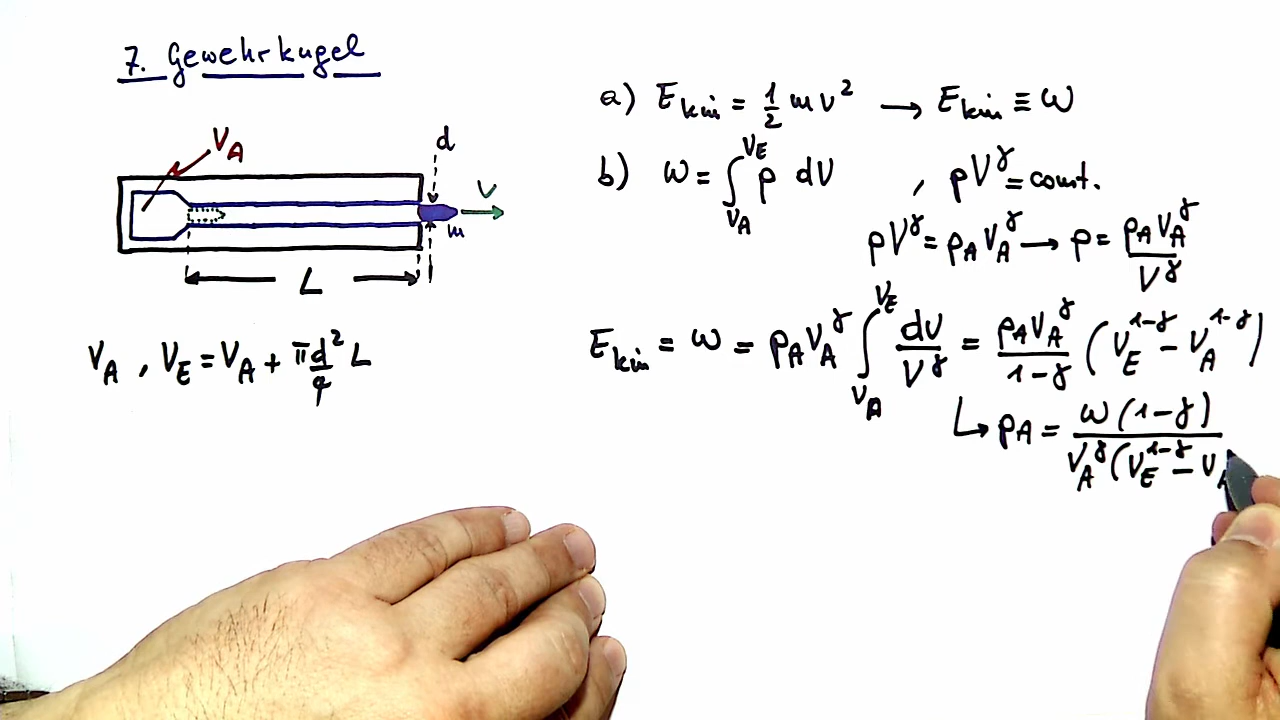 7. Gewehrkugel
V_A
d
v
m
L
V_A , V_E = V_A + πd²/4 L
a) E_kin = 1/2 m v² → E_kin ≡ W
b) W = ∫_{V_A}^{V_E} p dV , pV^γ = const.
pV^γ = p_A V_A^γ → p = p_A V_A^γ / V^γ
E_kin = W = p_A V_A^γ ∫_{V_A}^{V_E} dV / V^γ = p_A V_A^γ / 1-γ (V_E^{1-γ} - V_A^{1-γ})
↳ p_A = W (1-γ) / V_A^γ (V_E^{1-γ} - V_A